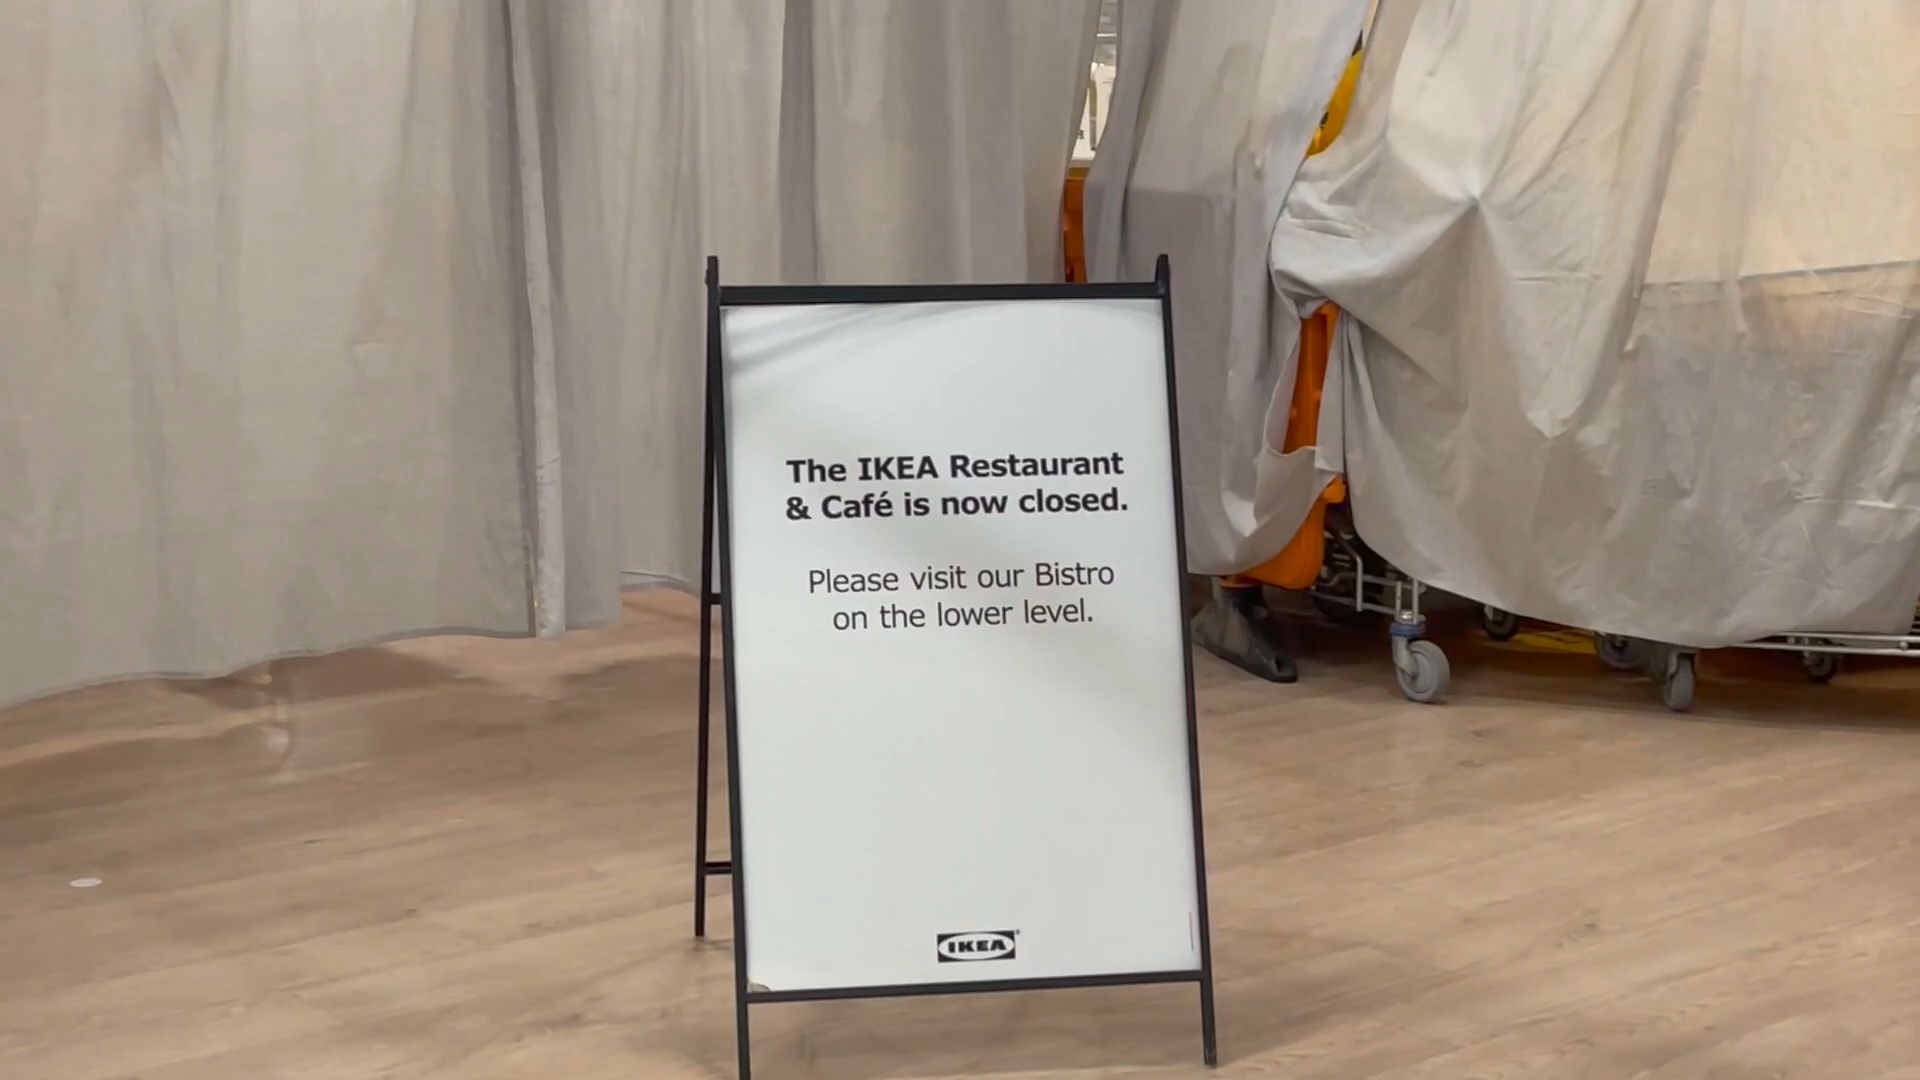 The IKEA Restaurant
& Café is now closed.
Please visit our Bistro
on the lower level.
IKEA